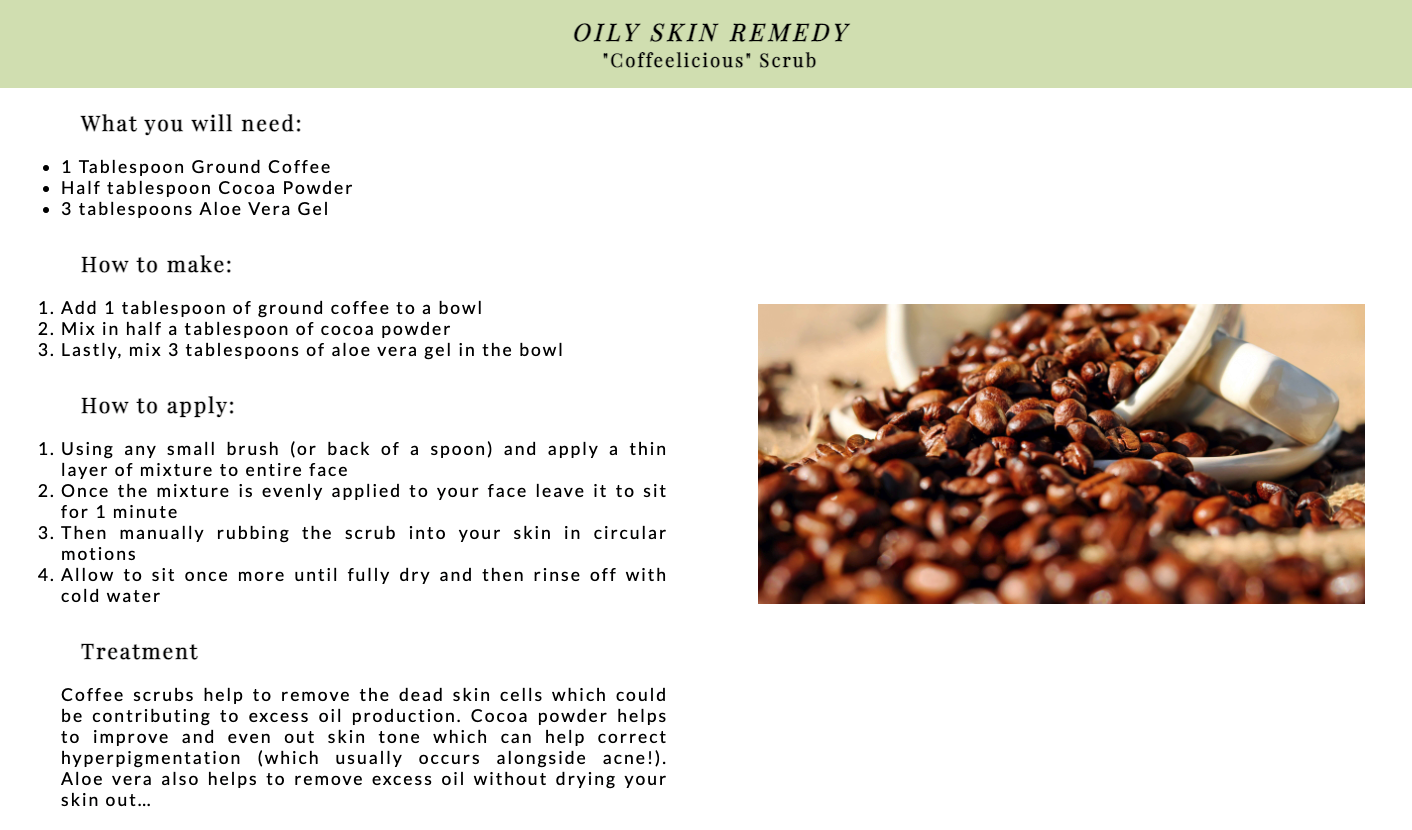 OILY SKIN REMEDY
"Coffeelicious" Scrub
What you will need:
• 1 Tablespoon Ground Coffee
• Half tablespoon Cocoa Powder
• 3 tablespoons Aloe Vera Gel
How to make:
1. Add 1 tablespoon of ground coffee to a bowl
2. Mix in half a tablespoon of cocoa powder
3. Lastly, mix 3 tablespoons of aloe vera gel in the bowl
How to apply:
1. Using any small brush (or back of a spoon) and apply a thin
layer of mixture to entire face
2. Once the mixture is evenly applied to your face leave it to sit
for 1 minute
3. Then manually rubbing the scrub into your skin in circular
motions
4. Allow to sit once more until fully dry and then rinse off with
cold water
Treatment
Coffee scrubs help to remove the dead skin cells which could
be contributing to excess oil production. Cocoa powder helps
to improve and even out skin tone which can help correct
hyperpigmentation (which usually occurs alongside acne!).
Aloe vera also helps to remove excess oil without drying your
skin out…